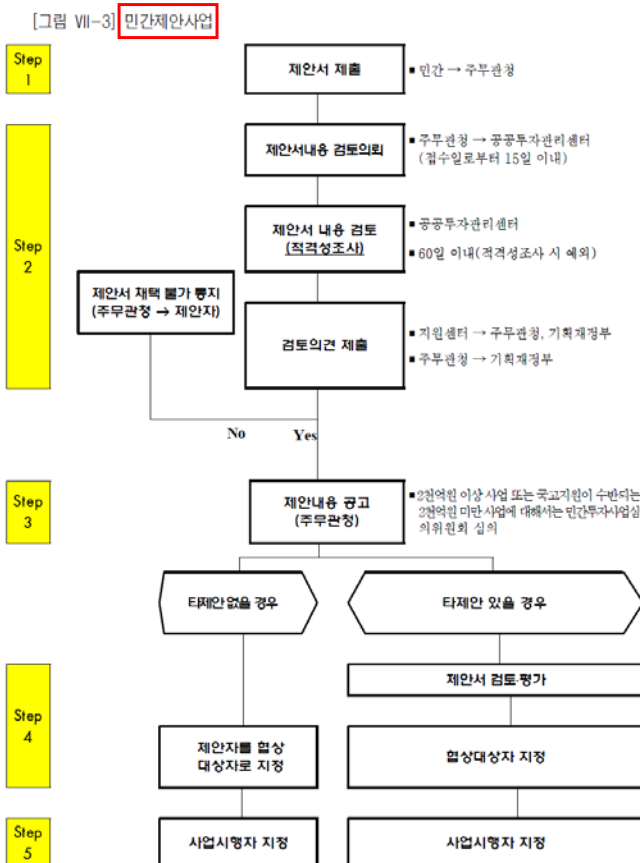 [그림 Ⅶ-3] 민간제안사업
Step
1
제안서 제출
▪ 민간 → 주무관청
Step
2
제안서내용 검토의뢰
▪ 주무관청 → 공공투자관리센터
(접수일로부터 15일 이내)
제안서 내용 검토
(적격성조사)
▪ 공공투자관리센터
▪ 60일 이내(적격성조사 시 예외)
제안서 재택 불가 통지
(주무관청 → 제안자)
검토의견 제출
▪ 지원센터 → 주무관청, 기획재정부
▪ 주무관청 → 기획재정부
No
Yes
Step
3
제안내용 공고
(주무관청)
▪ 2천억원 이상 사업 또는 국고지원이 수반되는
2천억원 미만 사업에 대해서는 민간투자사업심
의위원회 심의
타제안 없을 경우
타제안 있을 경우
Step
4
제안서 검토·평가
제안자를 협상
대상자로 지정
협상대상자 지정
Step
5
사업시행자 지정
사업시행자 지정